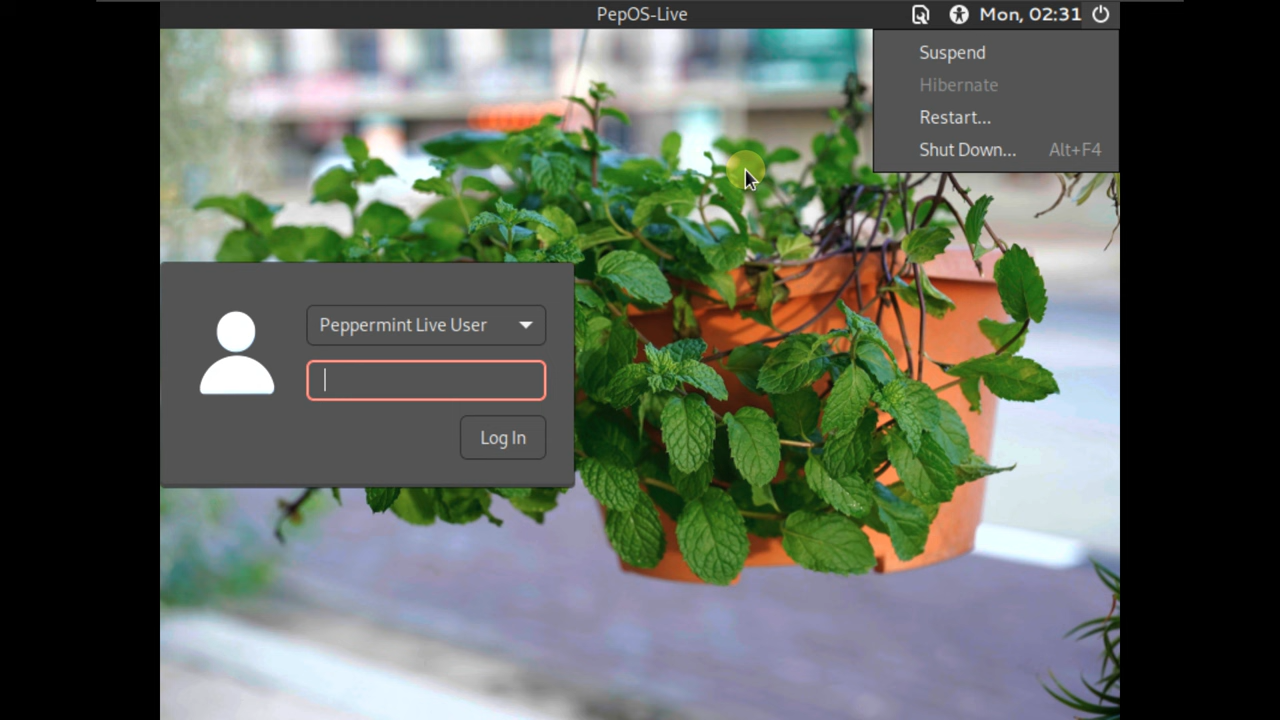 PepOS-Live
Mon, 02:31
Suspend
Hibernate
Restart...
Shut Down... Alt+F4
Peppermint Live User
Log In